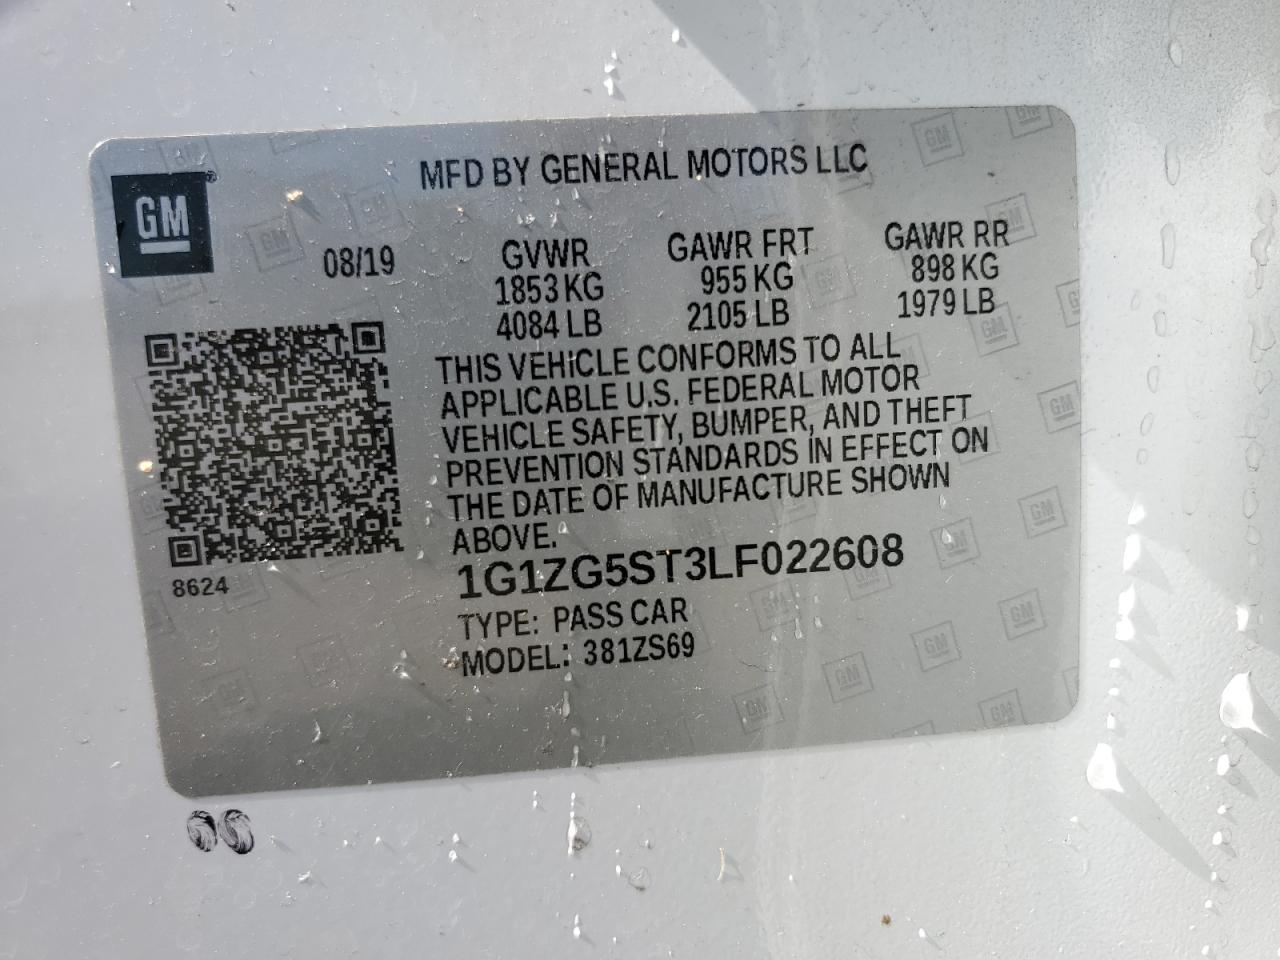 MFD BY GENERAL MOTORS LLC
GM
08/19
GVWR GAWR FRT GAWR RR
1853 KG 955 KG 898 KG
4084 LB 2105 LB 1979 LB
THIS VEHICLE CONFORMS TO ALL
APPLICABLE U.S. FEDERAL MOTOR
VEHICLE SAFETY, BUMPER, AND THEFT
PREVENTION STANDARDS IN EFFECT ON
THE DATE OF MANUFACTURE SHOWN
ABOVE.
8624
1G1ZG5ST3LF022608
TYPE: PASS CAR
MODEL: 381ZS69